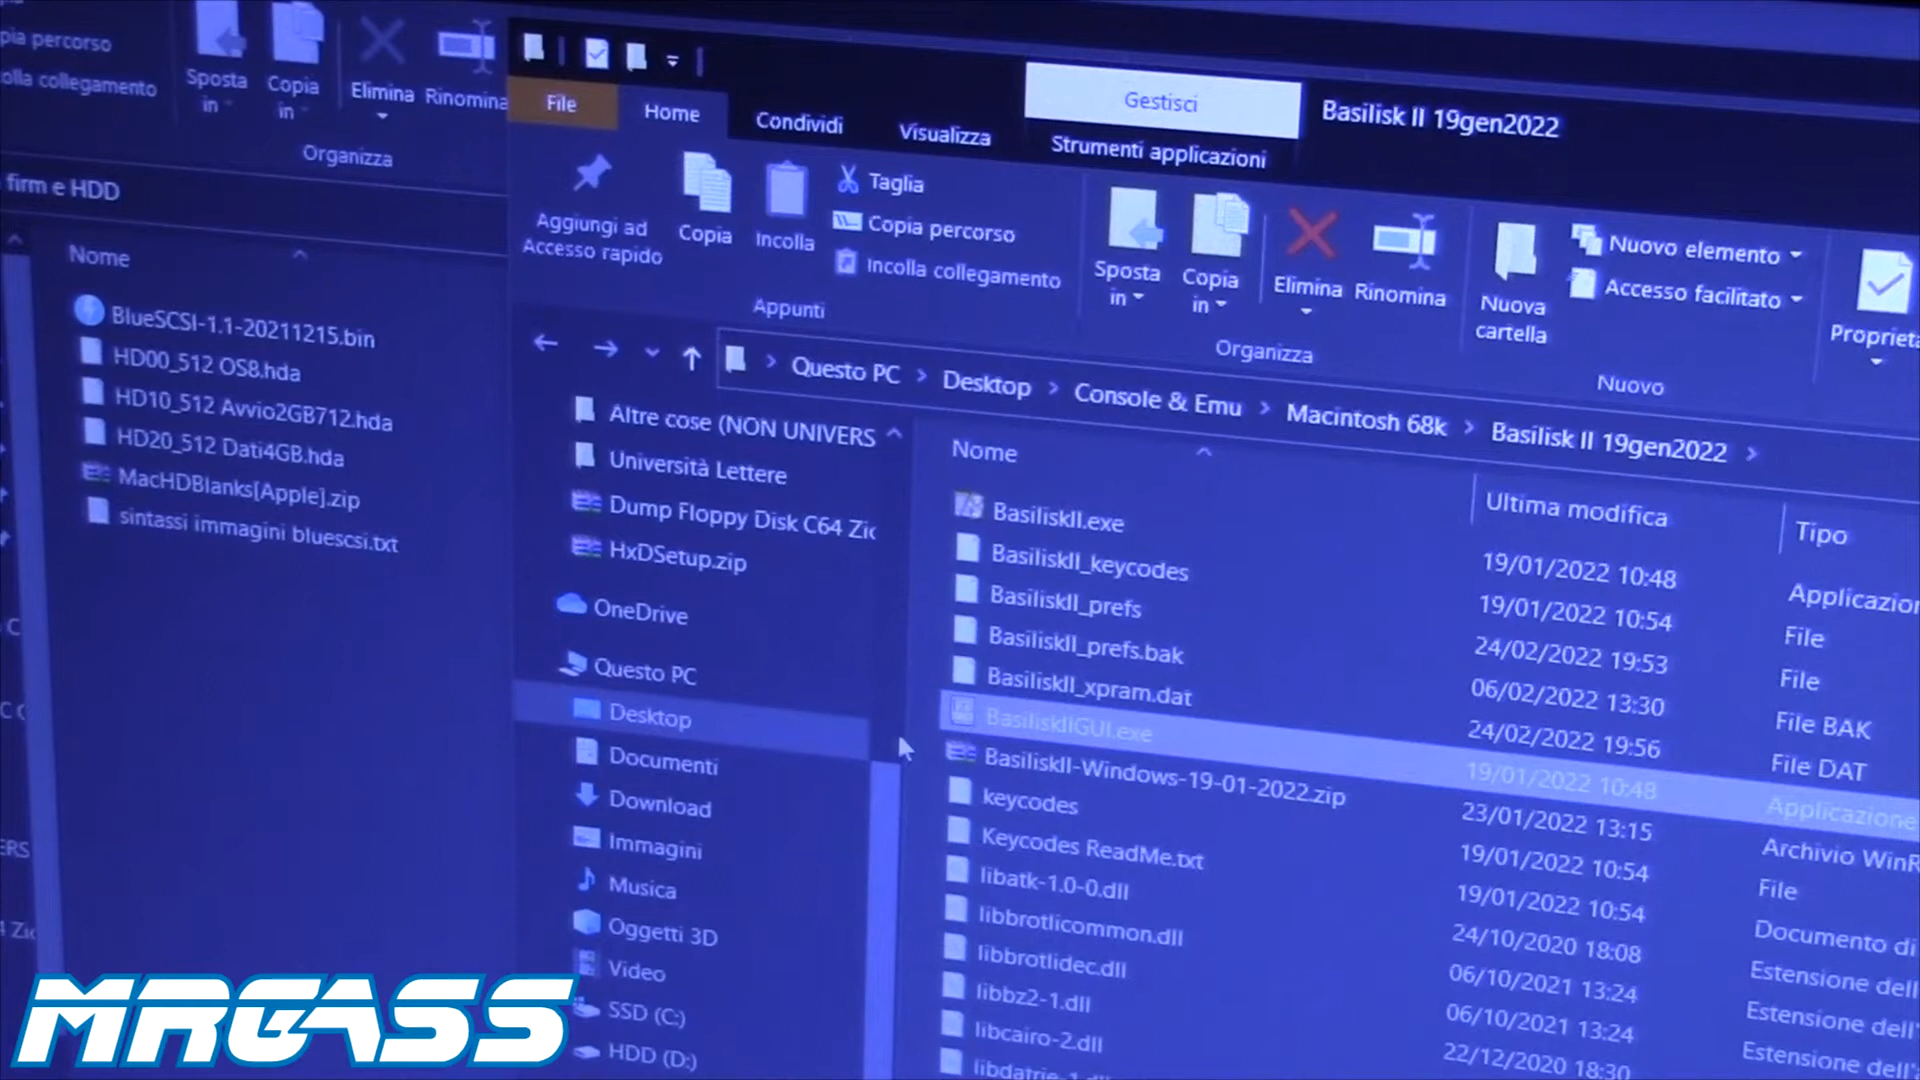 pia percorso
olla collegamento
Sposta
in
Copia
in
Elimina
Rinomina
Organizza
firm e HDD
Nome
BlueSCSI-1.1-20211215.bin
HD00_512 OS8.hda
HD10_512 Avvio2GB712.hda
HD20_512 Dati4GB.hda
MacHDBlanks[Apple].zip
sintassi immagini bluescsi.txt
File
Home
Condividi
Visualizza
Gestisci
Strumenti applicazioni
Basilisk II 19gen2022
Aggiungi ad
Accesso rapido
Copia
Incolla
Taglia
Copia percorso
Incolla collegamento
Appunti
Sposta
in
Copia
in
Elimina
Rinomina
Organizza
Nuova
cartella
Nuovo elemento
Accesso facilitato
Nuovo
Proprietà
Questo PC > Desktop > Console & Emu > Macintosh 68k > Basilisk II 19gen2022 >
Altre cose (NON UNIVERS
Università Lettere
Dump Floppy Disk C64 Zic
HxDSetup.zip
OneDrive
Questo PC
Desktop
Documenti
Download
Immagini
Musica
Oggetti 3D
Video
SSD (C:)
HDD (D:)
Nome Ultima modifica Tipo
BasiliskII.exe 19/01/2022 10:48 Applicazion
BasiliskII_keycodes 19/01/2022 10:54 File
BasiliskII_prefs 24/02/2022 19:53 File
BasiliskII_prefs.bak 06/02/2022 13:30 File BAK
BasiliskII_xpram.dat 24/02/2022 19:56 File DAT
BasiliskIIGUI.exe 19/01/2022 10:48 Applicazione
BasiliskII-Windows-19-01-2022.zip 23/01/2022 13:15 Archivio WinR
keycodes 19/01/2022 10:54 File
Keycodes ReadMe.txt 19/01/2022 10:54 Documento di
libatk-1.0-0.dll 24/10/2020 18:08 Estensione dell
libbrotlicommon.dll 06/10/2021 13:24 Estensione dell'
libbrotlidec.dll 06/10/2021 13:24 Estensione dell'
libbz2-1.dll 22/12/2020 18:30
libcairo-2.dll
libdatrie-1.dll
MRGASS